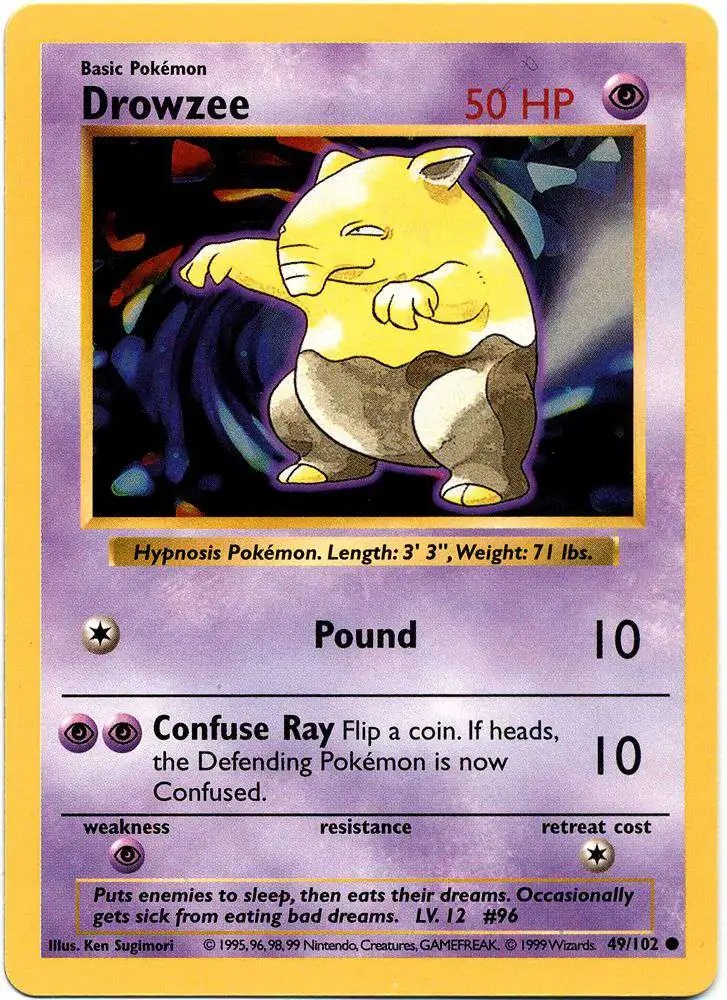 Basic Pokémon
Drowzee 50 HP
Hypnosis Pokémon. Length: 3' 3", Weight: 71 lbs.
Pound 10
Confuse Ray Flip a coin. If heads,
the Defending Pokémon is now
Confused.
10
weakness resistance retreat cost
Puts enemies to sleep, then eats their dreams. Occasionally
gets sick from eating bad dreams. LV. 12 #96
Illus. Ken Sugimori © 1995, 96, 98, 99 Nintendo, Creatures, GAMEFREAK. © 1999 Wizards. 49/102